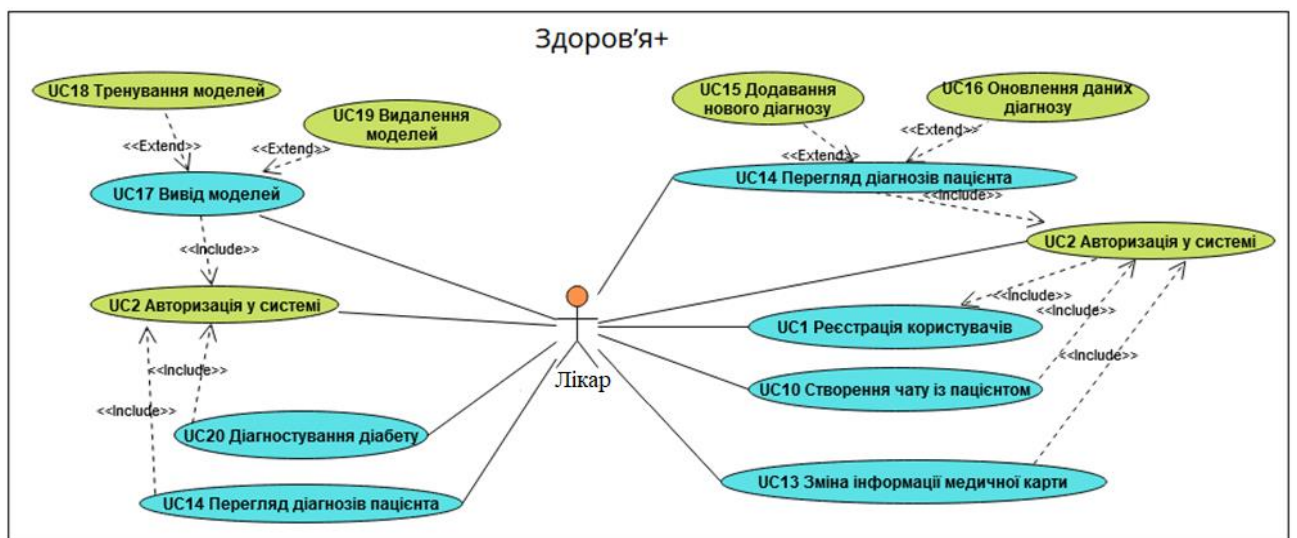 Здоров’я+
UC18 Тренування моделей
UC19 Видалення
моделей
<<Extend>>
<<Extend>>
UC17 Вивід моделей
<<Include>>
UC2 Авторизація у системі
<<Include>>
<<Include>>
UC20 Діагностування діабету
UC14 Перегляд діагнозів пацієнта
Лікар
UC15 Додавання
нового діагнозу
UC16 Оновлення даних
діагнозу
<<Extend>>
<<Extend>>
UC14 Перегляд діагнозів пацієнта
<<Include>>
UC2 Авторизація у системі
<<Include>>
UC1 Реєстрація користувачів
<<Include>>
<<Include>>
UC10 Створення чату із пацієнтом
UC13 Зміна інформації медичної карти